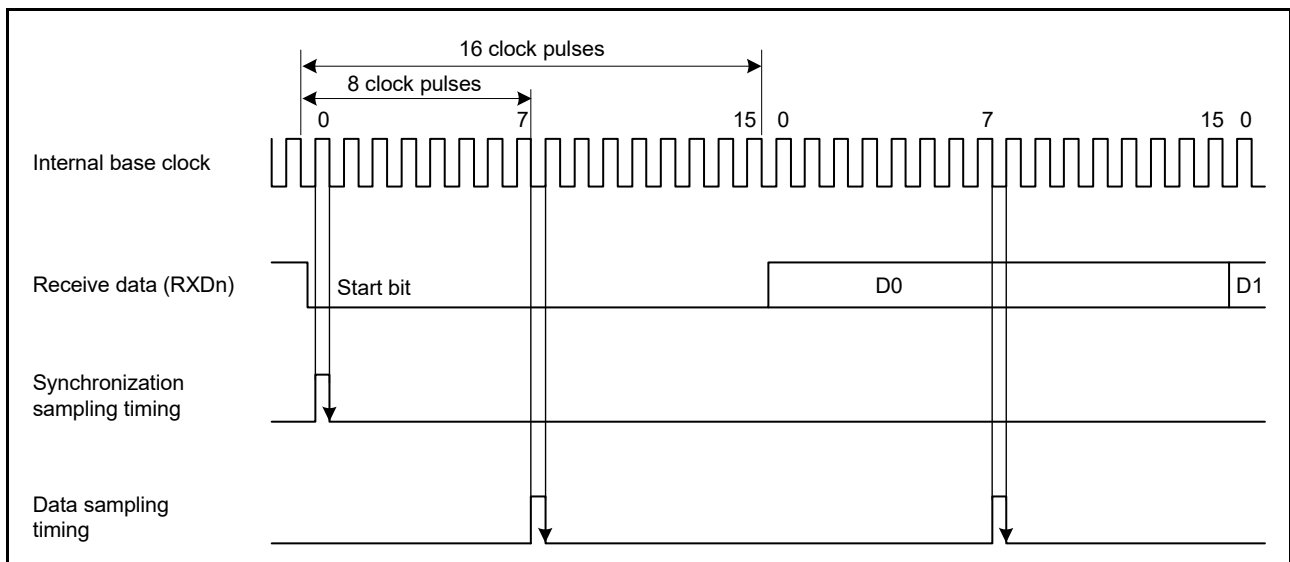 16 clock pulses
8 clock pulses
0 7 15 0 7 15 0
Internal base clock
Receive data (RXDn)
Start bit
D0
D1
Synchronization
sampling timing
Data sampling
timing